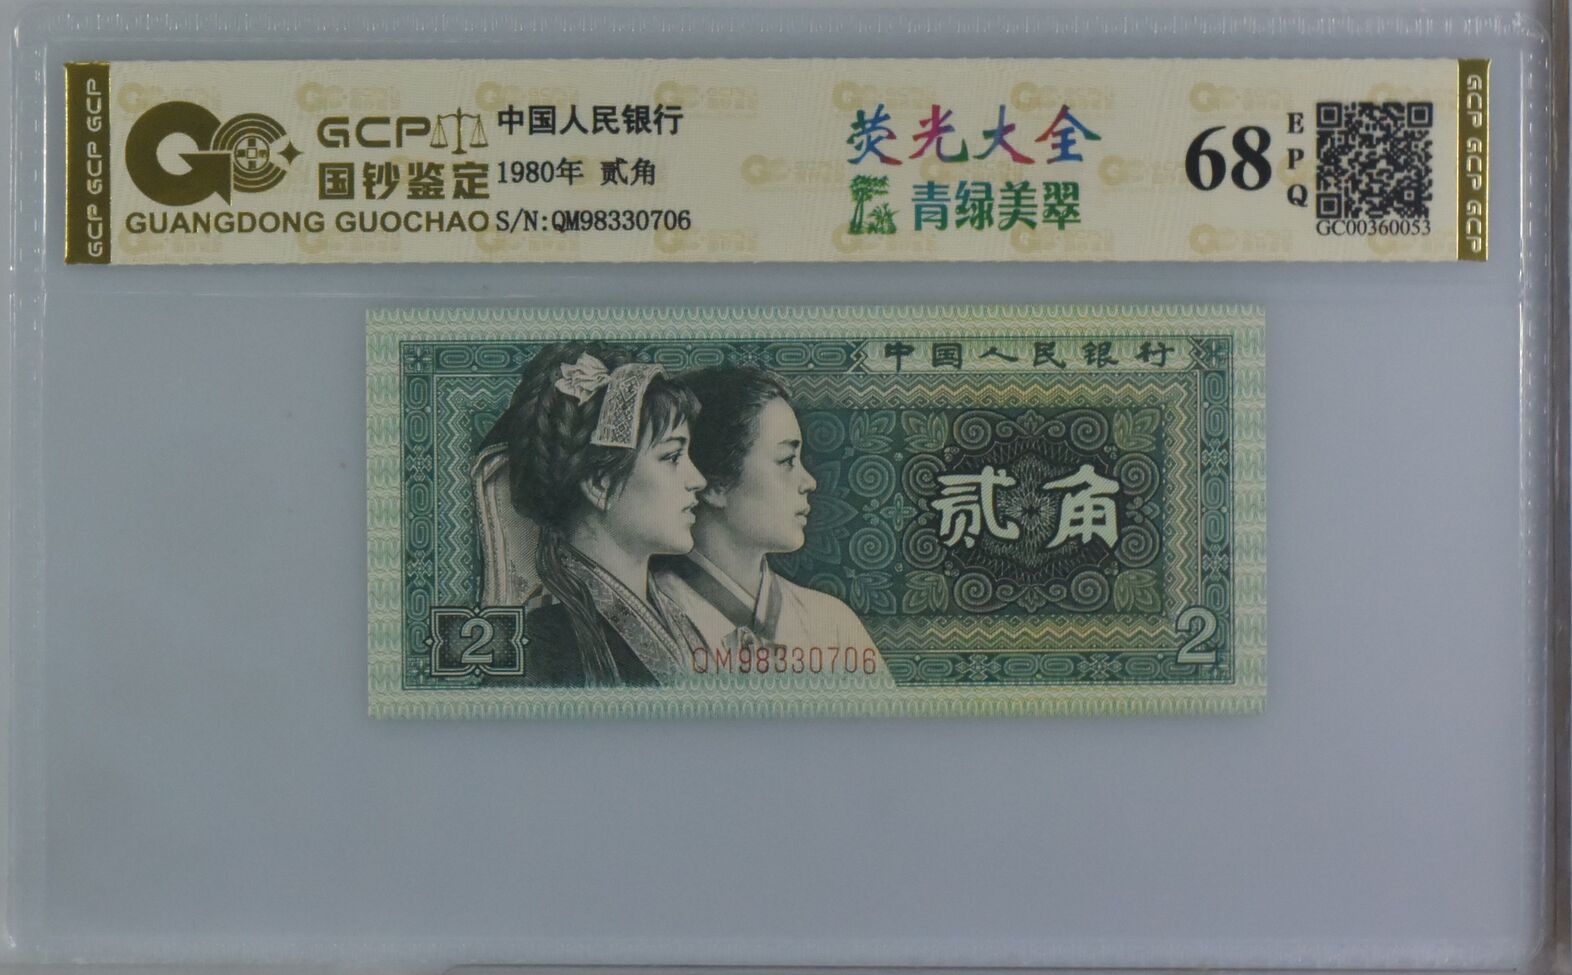 GCP GCP GCP
GCP
国钞鉴定
GUANGDONG GUOCHAO
中国人民银行
1980年 贰角
S/N:QM98330706
荧光大全
青绿美翠
68
EPQ
GC00360053
GCP GCP GCP
中国人民银行
贰角
2
QM98330706
2